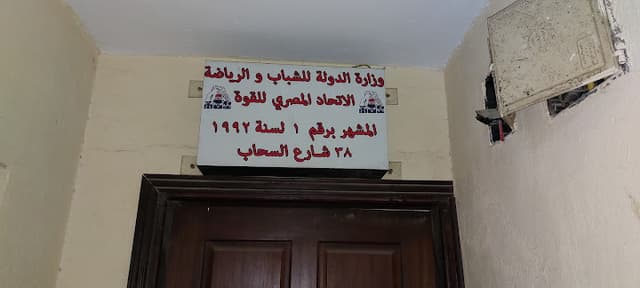 وزارة الدولة للشباب و الرياضة
الاتحاد المصري للقوة
المشهر برقم ١ لسنة ١٩٩٢
٣٨ شارع السحاب